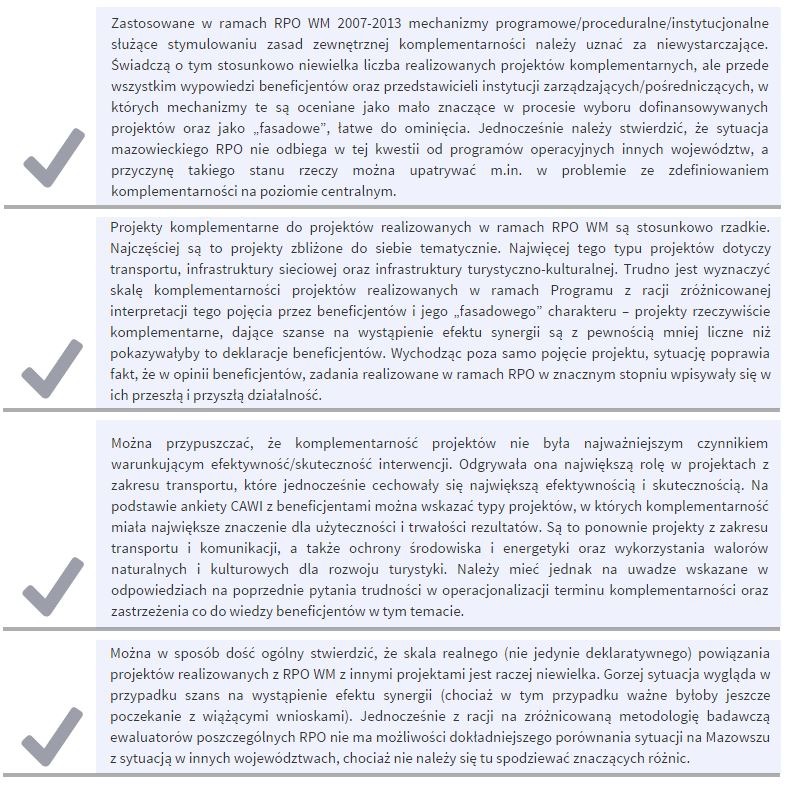 Zastosowane w ramach RPO WM 2007-2013 mechanizmy programowe/proceduralne/instytucjonalne
służące stymulowaniu zasad zewnętrznej komplementarności należy uznać za niewystarczające.
Świadczą o tym stosunkowo niewielka liczba realizowanych projektów komplementarnych, ale przede
wszystkim wypowiedzi beneficjentów oraz przedstawicieli instytucji zarządzających/pośredniczących, w
których mechanizmy te są oceniane jako mało znaczące w procesie wyboru dofinansowywanych
projektów oraz jako „fasadowe”, łatwe do ominięcia. Jednocześnie należy stwierdzić, że sytuacja
mazowieckiego RPO nie odbiega w tej kwestii od programów operacyjnych innych województw, a
przyczynę takiego stanu rzeczy można upatrywać m.in. w problemie ze zdefiniowaniem
komplementarności na poziomie centralnym.
Projekty komplementarne do projektów realizowanych w ramach RPO WM są stosunkowo rzadkie.
Najczęściej są to projekty zbliżone do siebie tematycznie. Najwięcej tego typu projektów dotyczy
transportu, infrastruktury sieciowej oraz infrastruktury turystyczno-kulturalnej. Trudno jest wyznaczyć
skalę komplementarności projektów realizowanych w ramach Programu z racji zróżnicowanej
interpretacji tego pojęcia przez beneficjentów i jego „fasadowego” charakteru – projekty rzeczywiście
komplementarne, dające szanse na wystąpienie efektu synergii są z pewnością mniej liczne niż
pokazywałyby to deklaracje beneficjentów. Wychodząc poza samo pojęcie projektu, sytuację poprawia
fakt, że w opinii beneficjentów, zadania realizowane w ramach RPO w znacznym stopniu wpisywały się w
ich przeszłą i przyszłą działalność.
Można przypuszczać, że komplementarność projektów nie była najważniejszym czynnikiem
warunkującym efektywność/skuteczność interwencji. Odgrywała ona największą rolę w projektach z
zakresu transportu, które jednocześnie cechowały się największą efektywnością i skutecznością. Na
podstawie ankiety CAWI z beneficjentami można wskazać typy projektów, w których komplementarność
miała największe znaczenie dla użyteczności i trwałości rezultatów. Są to ponownie projekty z zakresu
transportu i komunikacji, a także ochrony środowiska i energetyki oraz wykorzystania walorów
naturalnych i kulturowych dla rozwoju turystyki. Należy mieć jednak na uwadze wskazane w
odpowiedziach na poprzednie pytania trudności w operacjonalizacji terminu komplementarności oraz
zastrzeżenia co do wiedzy beneficjentów w tym temacie.
Można w sposób dość ogólny stwierdzić, że skala realnego (nie jedynie deklaratywnego) powiązania
projektów realizowanych z RPO WM z innymi projektami jest raczej niewielka. Gorzej sytuacja wygląda w
przypadku szans na wystąpienie efektu synergii (chociaż w tym przypadku ważne byłoby jeszcze
poczekanie z wiążącymi wnioskami). Jednocześnie z racji na zróżnicowaną metodologię badawczą
ewaluatorów poszczególnych RPO nie ma możliwości dokładniejszego porównania sytuacji na Mazowszu
z sytuacją w innych województwach, chociaż nie należy się tu spodziewać znaczących różnic.